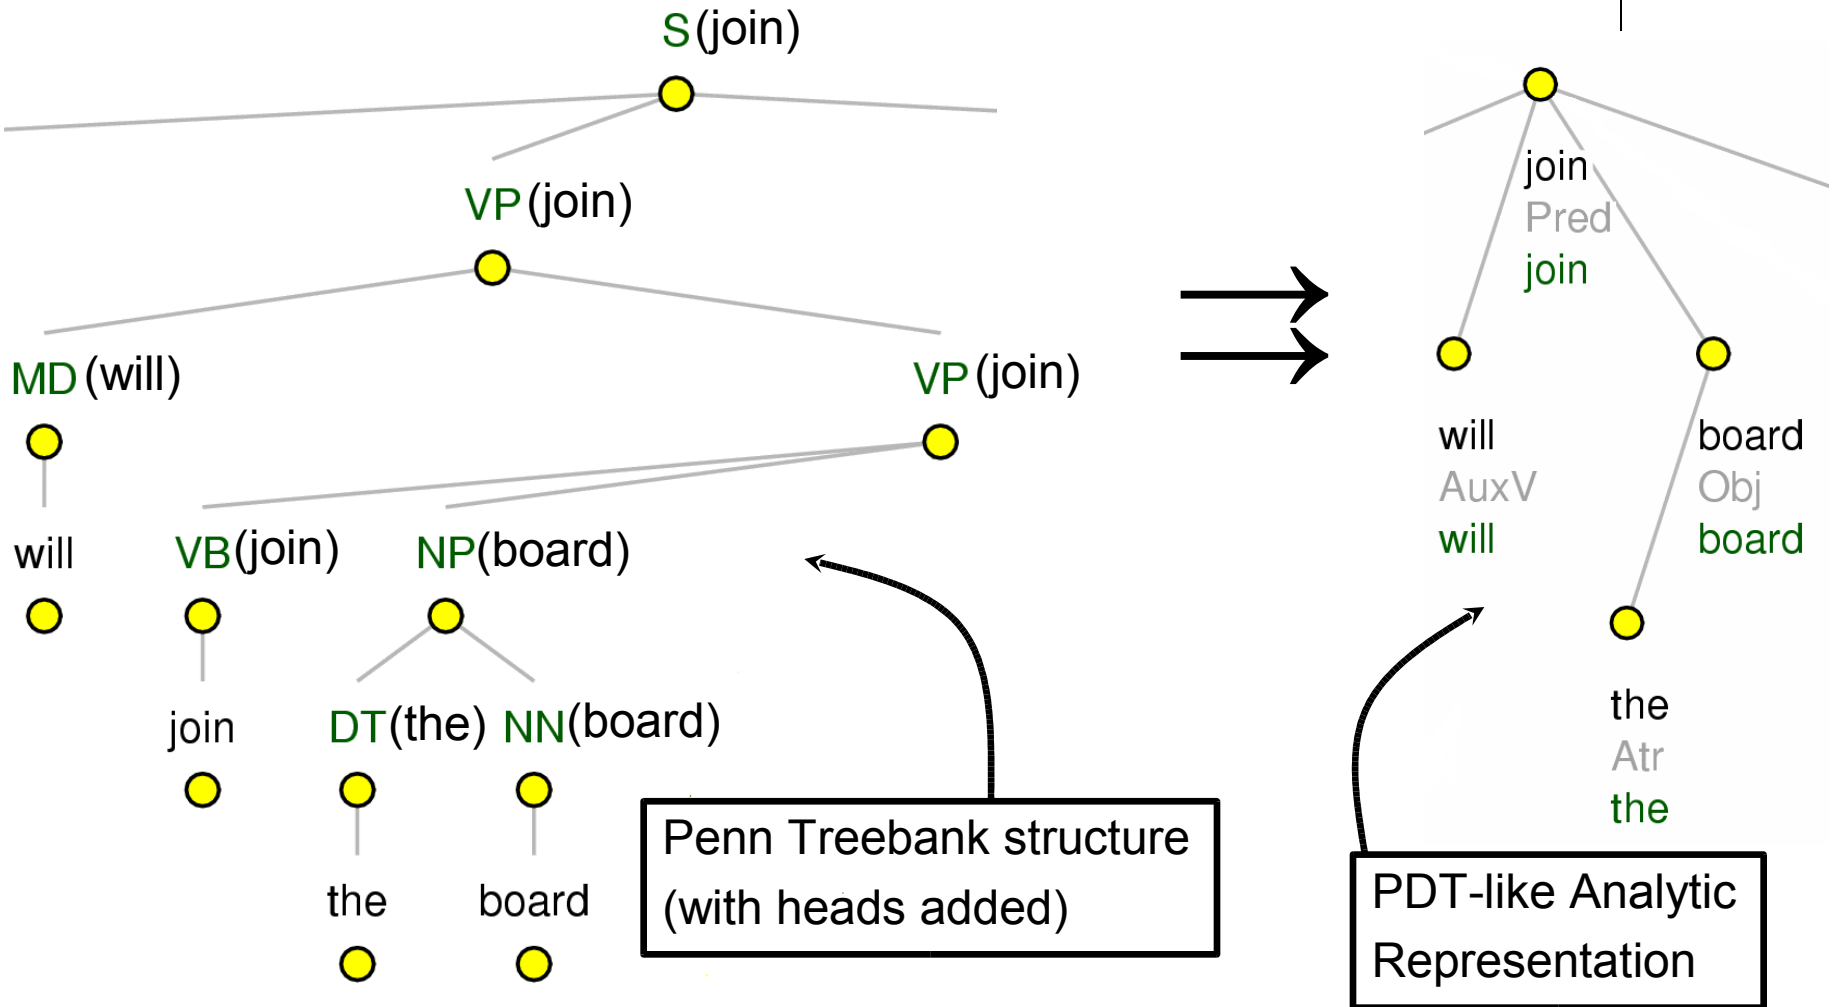 S(join)
VP(join)
MD(will)
VP(join)
will
VB(join)
NP(board)
join
DT(the)
NN(board)
the
board
Penn Treebank structure
(with heads added)
join
Pred
join
will
AuxV
will
board
Obj
board
the
Atr
the
PDT-like Analytic
Representation